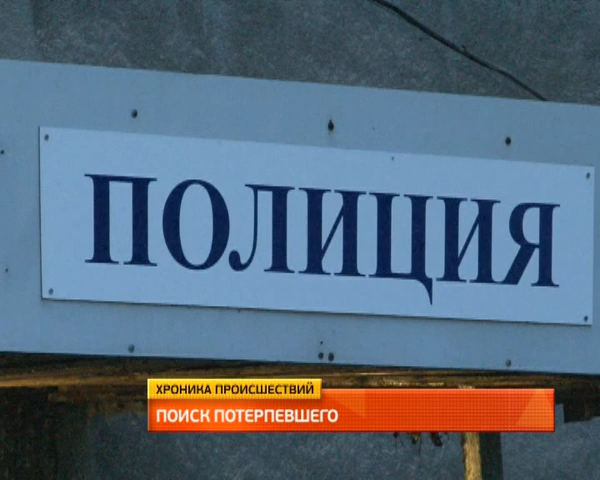 ПОЛИЦИЯ
ХРОНИКА ПРОИСШЕСТВИЙ
ПОИСК ПОТЕРПЕВШЕГО